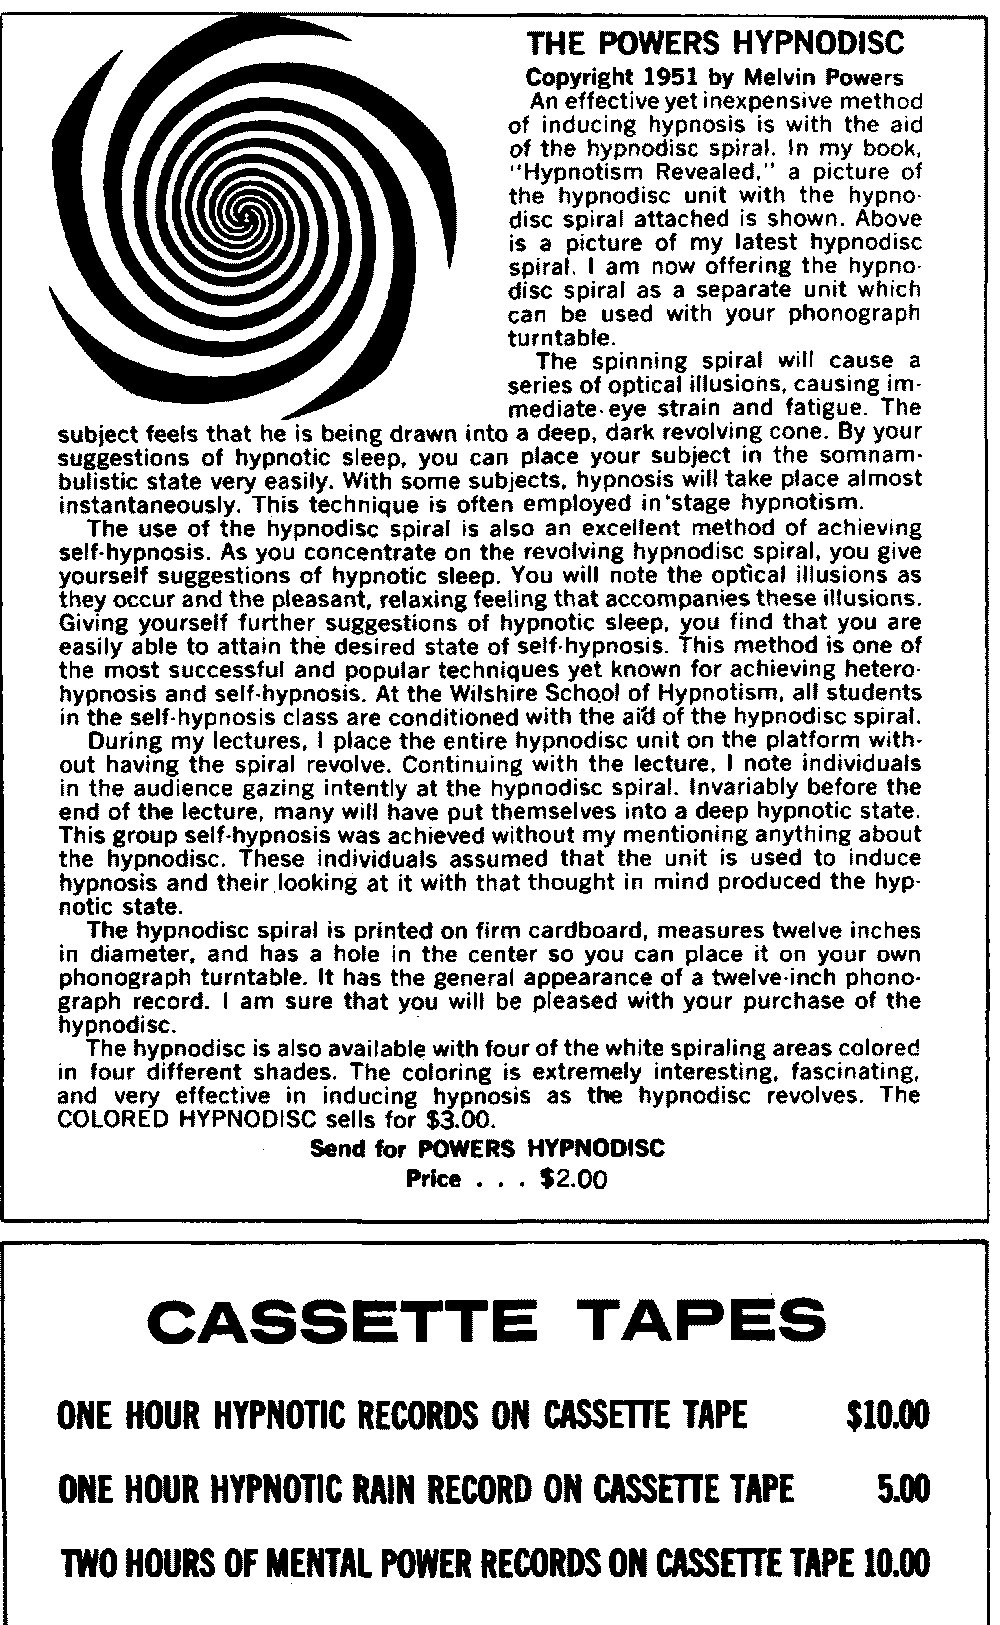 THE POWERS HYPNODISC
Copyright 1951 by Melvin Powers
An effective yet inexpensive method
of inducing hypnosis is with the aid
of the hypnodisc spiral. In my book,
"Hypnotism Revealed," a picture of
the hypnodisc unit with the hypno-
disc spiral attached is shown. Above
is a picture of my latest hypnodisc
spiral. I am now offering the hypno-
disc spiral as a separate unit which
can be used with your phonograph
turntable.
The spinning spiral will cause a
series of optical illusions, causing im-
mediate eye strain and fatigue. The
subject feels that he is being drawn into a deep, dark revolving cone. By your
suggestions of hypnotic sleep, you can place your subject in the somnam-
bulistic state very easily. With some subjects, hypnosis will take place almost
instantaneously. This technique is often employed in stage hypnotism.
The use of the hypnodisc spiral is also an excellent method of achieving
self-hypnosis. As you concentrate on the revolving hypnodisc spiral, you give
yourself suggestions of hypnotic sleep. You will note the optical illusions as
they occur and the pleasant, relaxing feeling that accompanies these illusions.
Giving yourself further suggestions of hypnotic sleep, you find that you are
easily able to attain the desired state of self-hypnosis. This method is one of
the most successful and popular techniques yet known for achieving hetero-
hypnosis and self-hypnosis. At the Wilshire School of Hypnotism, all students
in the self-hypnosis class are conditioned with the aid of the hypnodisc spiral.
During my lectures, I place the entire hypnodisc unit on the platform with-
out having the spiral revolve. Continuing with the lecture, I note individuals
in the audience gazing intently at the hypnodisc spiral. Invariably before the
end of the lecture, many will have put themselves into a deep hypnotic state.
This group self-hypnosis was achieved without my mentioning anything about
the hypnodisc. These individuals assumed that the unit is used to induce
hypnosis and their looking at it with that thought in mind produced the hyp-
notic state.
The hypnodisc spiral is printed on firm cardboard, measures twelve inches
in diameter, and has a hole in the center so you can place it on your own
phonograph turntable. It has the general appearance of a twelve-inch phono-
graph record. I am sure that you will be pleased with your purchase of the
hypnodisc.
The hypnodisc is also available with four of the white spiraling areas colored
in four different shades. The coloring is extremely interesting, fascinating,
and very effective in inducing hypnosis as the hypnodisc revolves. The
COLORED HYPNODISC sells for $3.00.
Send for POWERS HYPNODISC
Price . . . $2.00
CASSETTE TAPES
ONE HOUR HYPNOTIC RECORDS ON CASSETTE TAPE $10.00
ONE HOUR HYPNOTIC RAIN RECORD ON CASSETTE TAPE 5.00
TWO HOURS OF MENTAL POWER RECORDS ON CASSETTE TAPE 10.00